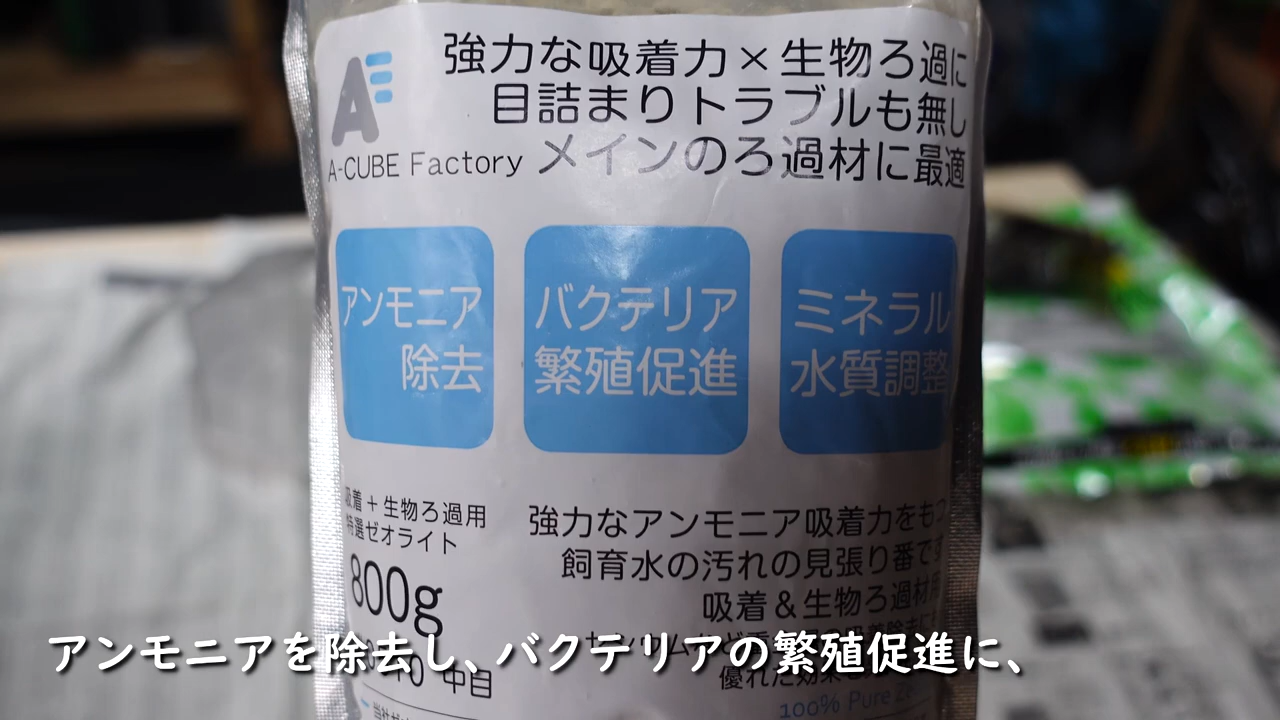 強力な吸着力×生物ろ過に
目詰まりトラブルも無し
A-CUBE Factory メインのろ過材に最適
アンモニア
除去
バクテリア
繁殖促進
ミネラル
水質調整
吸着+生物ろ過用
特選ゼオライト
800g
中目
強力なアンモニア吸着力をもつ
飼育水の汚れの見張り番です
吸着&生物ろ過材用
優れた効果
100% Pure
アンモニアを除去し、バクテリアの繁殖促進に、